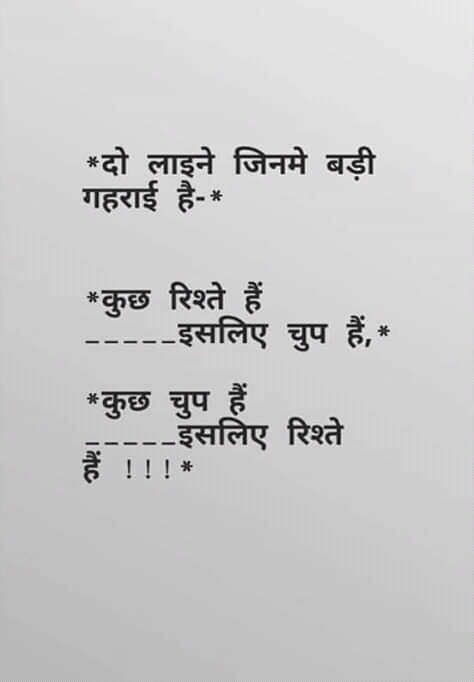 *दो लाइने जिनमे बड़ी
गहराई है-*
*कुछ रिश्ते हैं
_____इसलिए चुप हैं,*
*कुछ चुप हैं
_____इसलिए रिश्ते
हैं !!!*